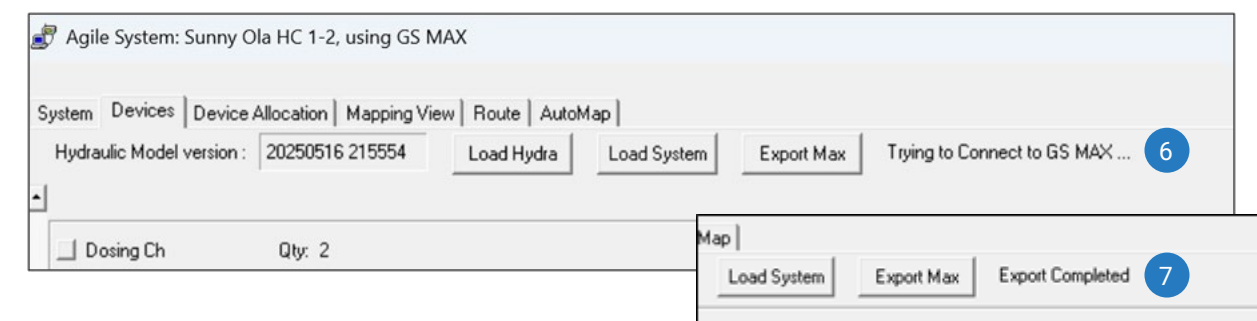 Agile System: Sunny Ola HC 1-2, using GS MAX
System Devices Device Allocation Mapping View Route AutoMap
Hydraulic Model version : 20250516 215554 Load Hydra Load System Export Max Trying to Connect to GS MAX ... 6
Dosing Ch Qty: 2
Map
Load System Export Max Export Completed 7